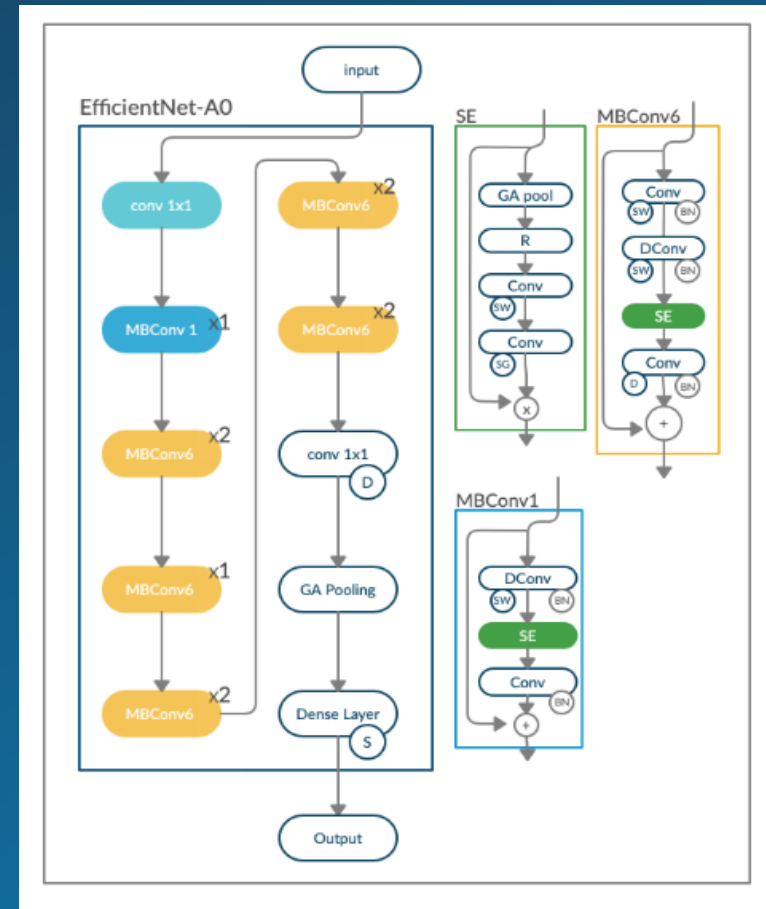 input
EfficientNet-A0
conv 1x1
MBConv 1 x1
MBConv6 x2
MBConv6 x1
MBConv6 x2
MBConv6 x2
MBConv6 x2
conv 1x1
D
GA Pooling
Dense Layer
S
Output
SE
GA pool
R
Conv
SW
Conv
SG
x
MBConv6
Conv
SW BN
DConv
SW BN
SE
Conv
D BN
+
MBConv1
DConv
SW BN
SE
Conv
BN
+